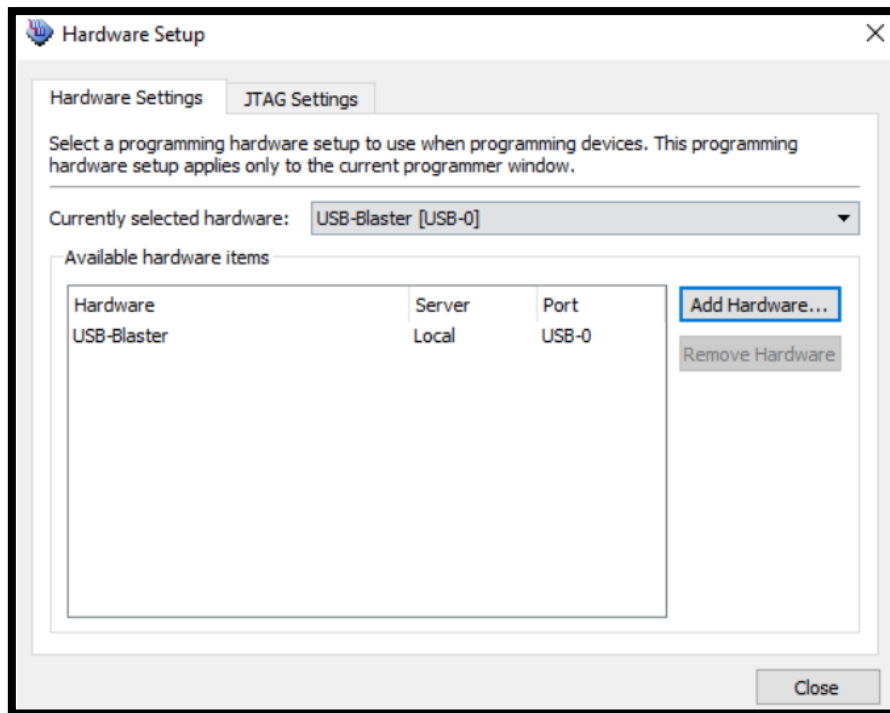 Hardware Setup
Hardware Settings JTAG Settings
Select a programming hardware setup to use when programming devices. This programming
hardware setup applies only to the current programmer window.
Currently selected hardware: USB-Blaster [USB-0]
Available hardware items
Hardware Server Port
USB-Blaster Local USB-0
Add Hardware...
Remove Hardware
Close